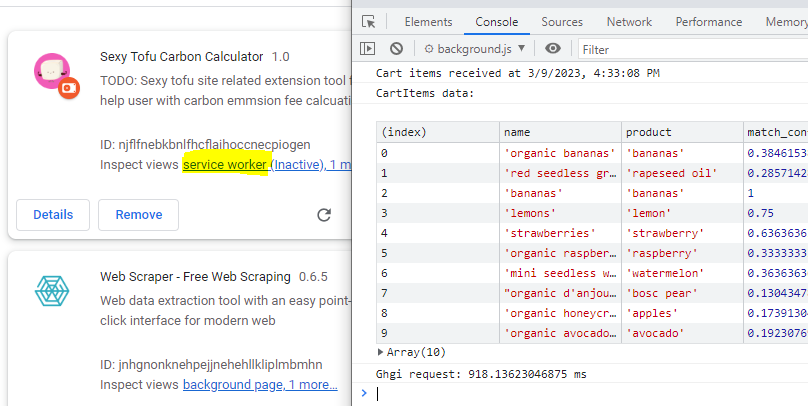 Sexy Tofu Carbon Calculator 1.0
TODO: Sexy tofu site related extension tool f
help user with carbon emmsion fee calcuati
ID: njflfnebkbnlfhcflaihoccnecpiogen
Inspect views service worker (Inactive), 1 m
Details
Remove
Web Scraper - Free Web Scraping 0.6.5
Web data extraction tool with an easy point-
click interface for modern web
ID: jnhgnonknehpejjnehehllkliplmbmhn
Inspect views background page, 1 more...
Elements Console Sources Network Performance Memory
background.js Filter
Cart items received at 3/9/2023, 4:33:08 PM
CartItems data:
(index) name product match_con
0 'organic bananas' 'bananas' 0.3846153
1 'red seedless gr… 'rapeseed oil' 0.2857142
2 'bananas' 'bananas' 1
3 'lemons' 'lemon' 0.75
4 'strawberries' 'strawberry' 0.6363636
5 'organic raspber… 'raspberry' 0.3333333
6 'mini seedless w… 'watermelon' 0.3636363
7 "organic d'anjou… 'bosc pear' 0.1304347
8 'organic honeycr… 'apples' 0.1739130
9 'organic avocado… 'avocado' 0.1923076
Array(10)
Ghgi request: 918.13623046875 ms